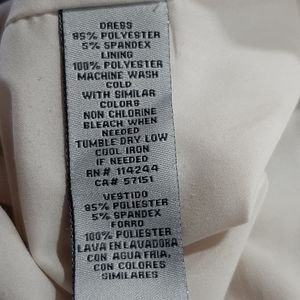 DRESS
95% POLYESTER
5% SPANDEX
LINING
100% POLYESTER
MACHINE WASH
COLD
WITH SIMILAR
COLORS
NON CHLORINE
BLEACH WHEN
NEEDED
TUMBLE DRY LOW
COOL IRON
IF NEEDED
RN# 114244
CA# 57151
VESTIDO
95% POLIESTER
5% SPANDEX
FORRO
100% POLIESTER
LAVA EN LAVADORA
CON AGUA FRIA,
CON COLORES
SIMILARES